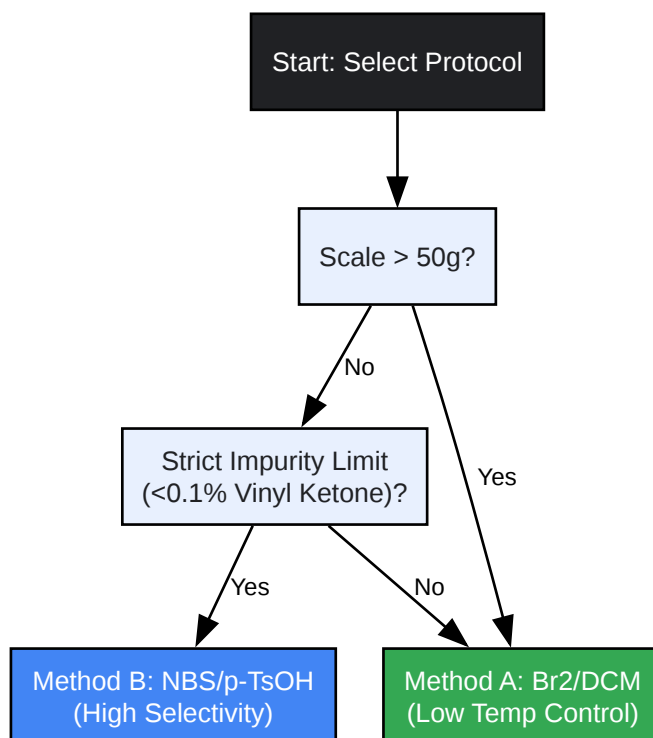 Start: Select Protocol
Scale > 50g?
No
Strict Impurity Limit
(<0.1% Vinyl Ketone)?
Yes
Yes
No
Method B: NBS/p-TsOH
(High Selectivity)
Method A: Br2/DCM
(Low Temp Control)